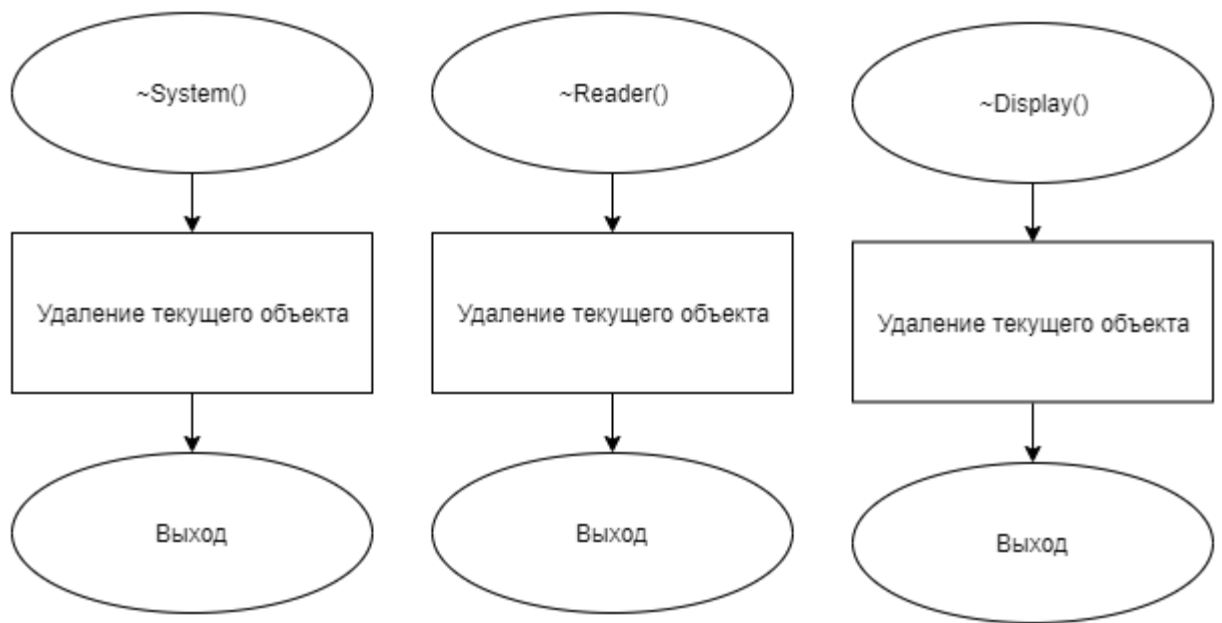 ~System()
~Reader()
~Display()
Удаление текущего объекта
Удаление текущего объекта
Удаление текущего объекта
Выход
Выход
Выход